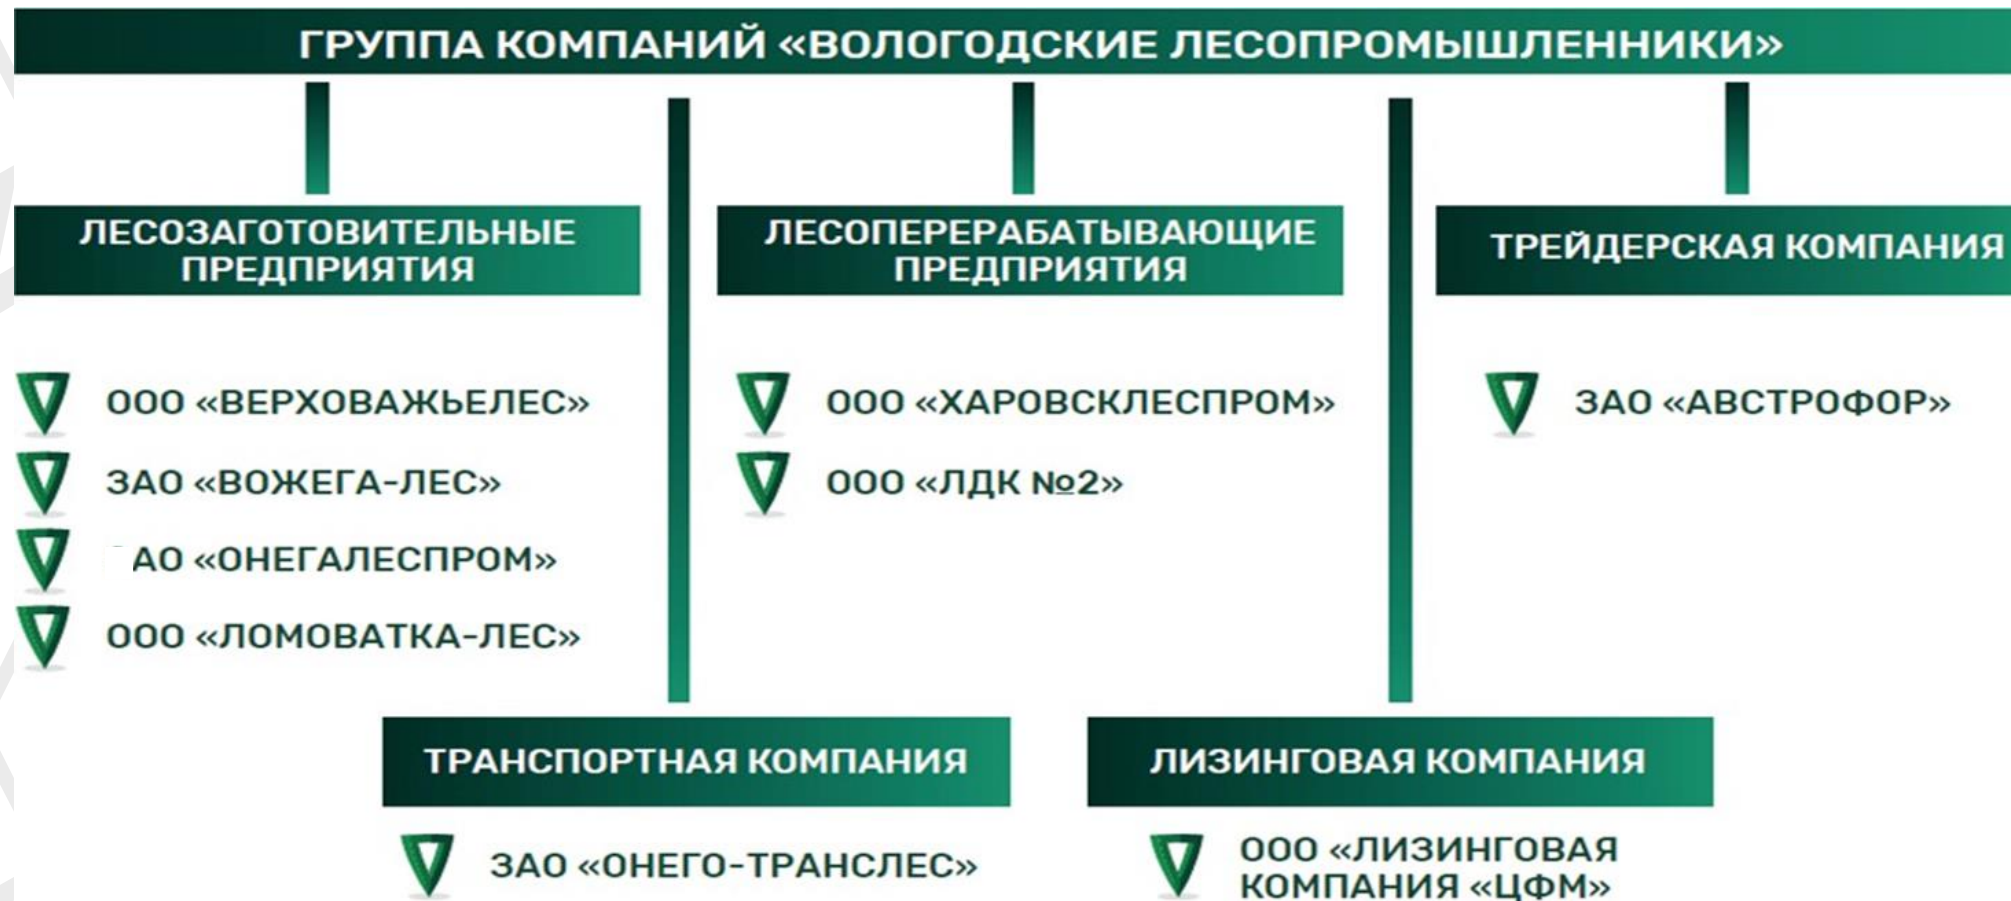 ГРУППА КОМПАНИЙ «ВОЛОГОДСКИЕ ЛЕСОПРОМЫШЛЕННИКИ»
ЛЕСОЗАГОТОВИТЕЛЬНЫЕ
ПРЕДПРИЯТИЯ
ООО «ВЕРХОВАЖЬЕЛЕС»
ЗАО «ВОЖЕГА-ЛЕС»
АО «ОНЕГАЛЕСПРОМ»
ООО «ЛОМОВАТКА-ЛЕС»
ЛЕСОПЕРЕРАБАТЫВАЮЩИЕ
ПРЕДПРИЯТИЯ
ООО «ХАРОВСКЛЕСПРОМ»
ООО «ЛДК №2»
ТРЕЙДЕРСКАЯ КОМПАНИЯ
ЗАО «АВСТРОФОР»
ТРАНСПОРТНАЯ КОМПАНИЯ
ЗАО «ОНЕГО-ТРАНСЛЕС»
ЛИЗИНГОВАЯ КОМПАНИЯ
ООО «ЛИЗИНГОВАЯ
КОМПАНИЯ «ЦФМ»